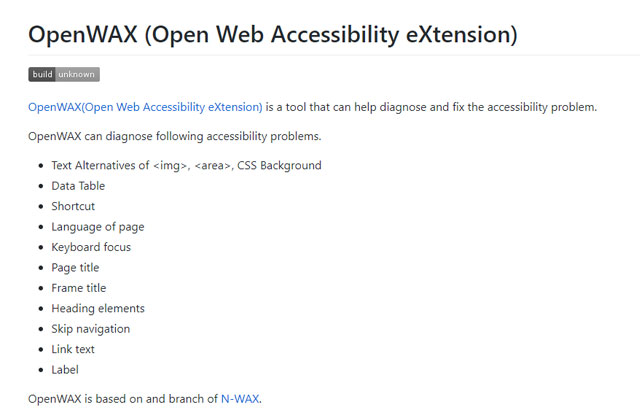 OpenWAX (Open Web Accessibility eXtension)
build unknown
OpenWAX(Open Web Accessibility eXtension) is a tool that can help diagnose and fix the accessibility problem.
OpenWAX can diagnose following accessibility problems.
• Text Alternatives of <img>, <area>, CSS Background
• Data Table
• Shortcut
• Language of page
• Keyboard focus
• Page title
• Frame title
• Heading elements
• Skip navigation
• Link text
• Label
OpenWAX is based on and branch of N-WAX.